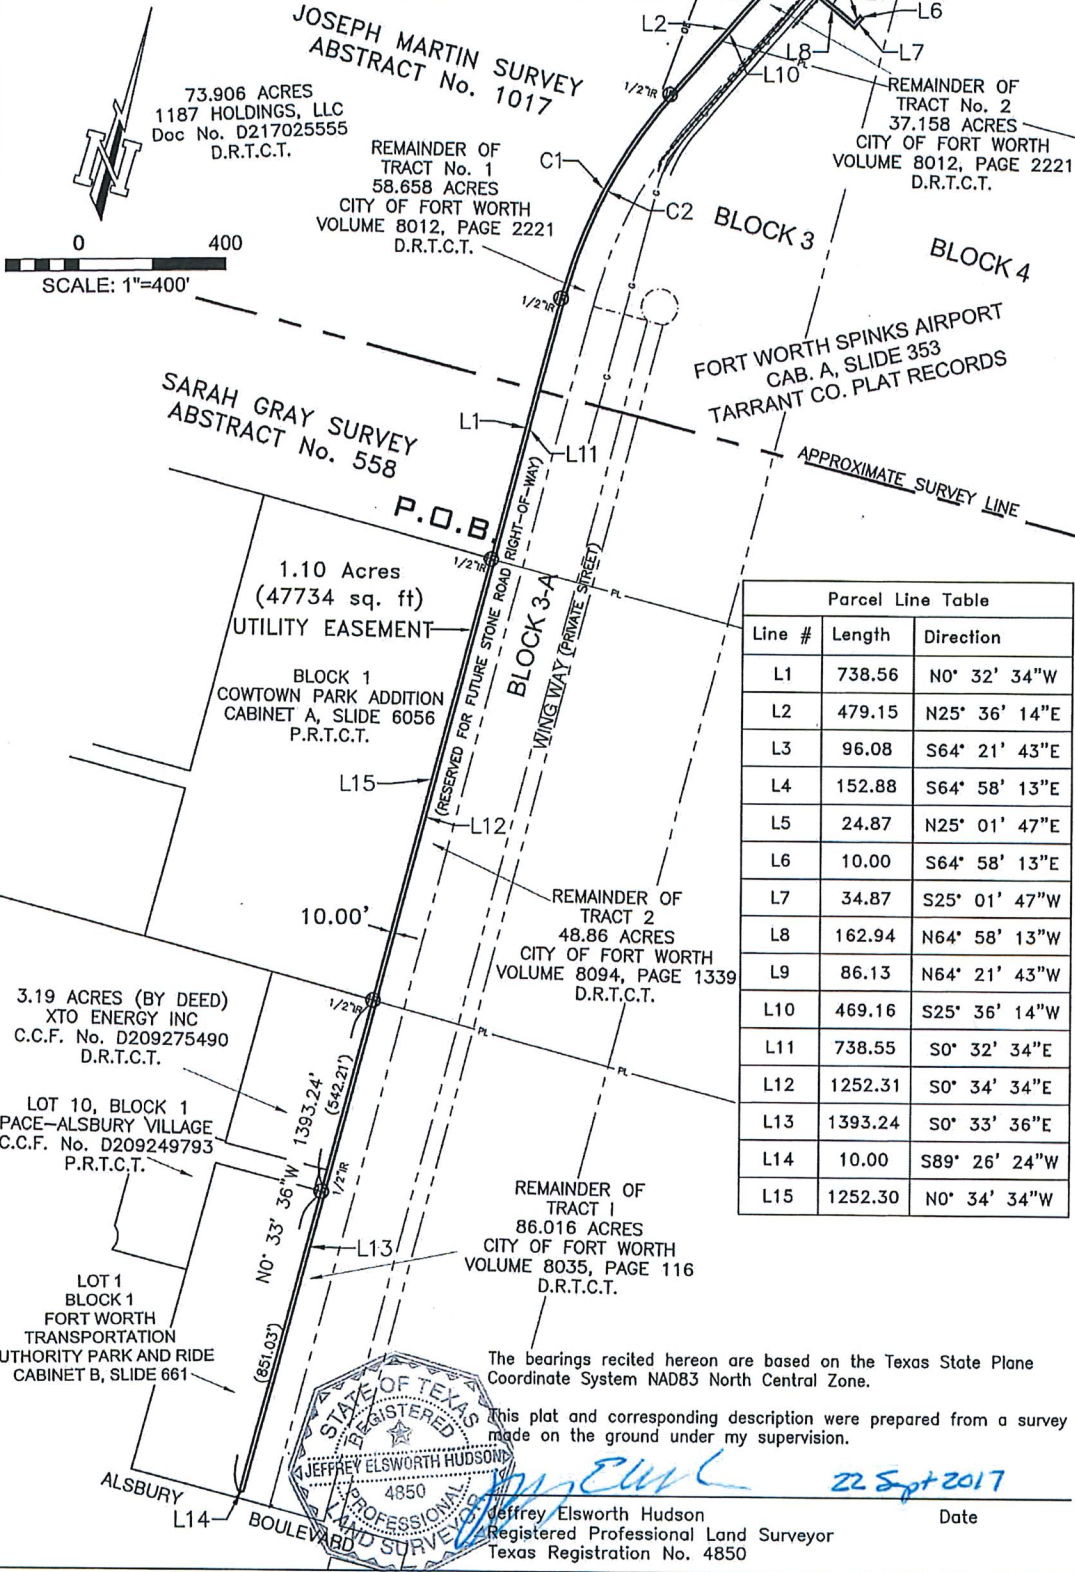 JOSEPH MARTIN SURVEY
ABSTRACT No. 1017
73.906 ACRES
1187 HOLDINGS, LLC
Doc No. D217025555
D.R.T.C.T.
N
0 400
SCALE: 1"=400'
REMAINDER OF
TRACT No. 1
58.658 ACRES
CITY OF FORT WORTH
VOLUME 8012, PAGE 2221
D.R.T.C.T.
L2
L6
L7
L8
L10
PL
1/2"IR
C1
C2
REMAINDER OF
TRACT No. 2
37.158 ACRES
CITY OF FORT WORTH
VOLUME 8012, PAGE 2221
D.R.T.C.T.
BLOCK 3
BLOCK 4
1/2"IR
G
G
G
FORT WORTH SPINKS AIRPORT
CAB. A, SLIDE 353
TARRANT CO. PLAT RECORDS
SARAH GRAY SURVEY
ABSTRACT No. 558
L1
L11
APPROXIMATE SURVEY LINE
P.O.B.
1/2"IR
PL
1.10 Acres
(47734 sq. ft)
UTILITY EASEMENT
BLOCK 1
COWTOWN PARK ADDITION
CABINET A, SLIDE 6056
P.R.T.C.T.
(RESERVED FOR FUTURE STONE ROAD RIGHT-OF-WAY)
BLOCK 3-A
WING WAY (PRIVATE STREET)
L15
L12
10.00'
REMAINDER OF
TRACT 2
48.86 ACRES
CITY OF FORT WORTH
VOLUME 8094, PAGE 1339
D.R.T.C.T.
Parcel Line Table
Line # Length Direction
L1 738.56 N0° 32' 34"W
L2 479.15 N25° 36' 14"E
L3 96.08 S64° 21' 43"E
L4 152.88 S64° 58' 13"E
L5 24.87 N25° 01' 47"E
L6 10.00 S64° 58' 13"E
L7 34.87 S25° 01' 47"W
L8 162.94 N64° 58' 13"W
L9 86.13 N64° 21' 43"W
L10 469.16 S25° 36' 14"W
L11 738.55 S0° 32' 34"E
L12 1252.31 S0° 34' 34"E
L13 1393.24 S0° 33' 36"E
L14 10.00 S89° 26' 24"W
L15 1252.30 N0° 34' 34"W
3.19 ACRES (BY DEED)
XTO ENERGY INC
C.C.F. No. D209275490
D.R.T.C.T.
1/2"IR
PL
PL
N0° 33' 36"W 1393.24'
(542.21')
LOT 10, BLOCK 1
PACE-ALSBURY VILLAGE
C.C.F. No. D209249793
P.R.T.C.T.
1/2"IR
L13
REMAINDER OF
TRACT I
86.016 ACRES
CITY OF FORT WORTH
VOLUME 8035, PAGE 116
D.R.T.C.T.
LOT 1
BLOCK 1
FORT WORTH
TRANSPORTATION
UTHORITY PARK AND RIDE
CABINET B, SLIDE 661
(851.03')
ALSBURY BOULEVARD
L14
STATE OF TEXAS
REGISTERED
JEFFREY ELSWORTH HUDSON
4850
PROFESSIONAL
LAND SURVEYOR
The bearings recited hereon are based on the Texas State Plane
Coordinate System NAD83 North Central Zone.
This plat and corresponding description were prepared from a survey
made on the ground under my supervision.
22 Sept 2017
Jeffrey Elsworth Hudson Date
Registered Professional Land Surveyor
Texas Registration No. 4850